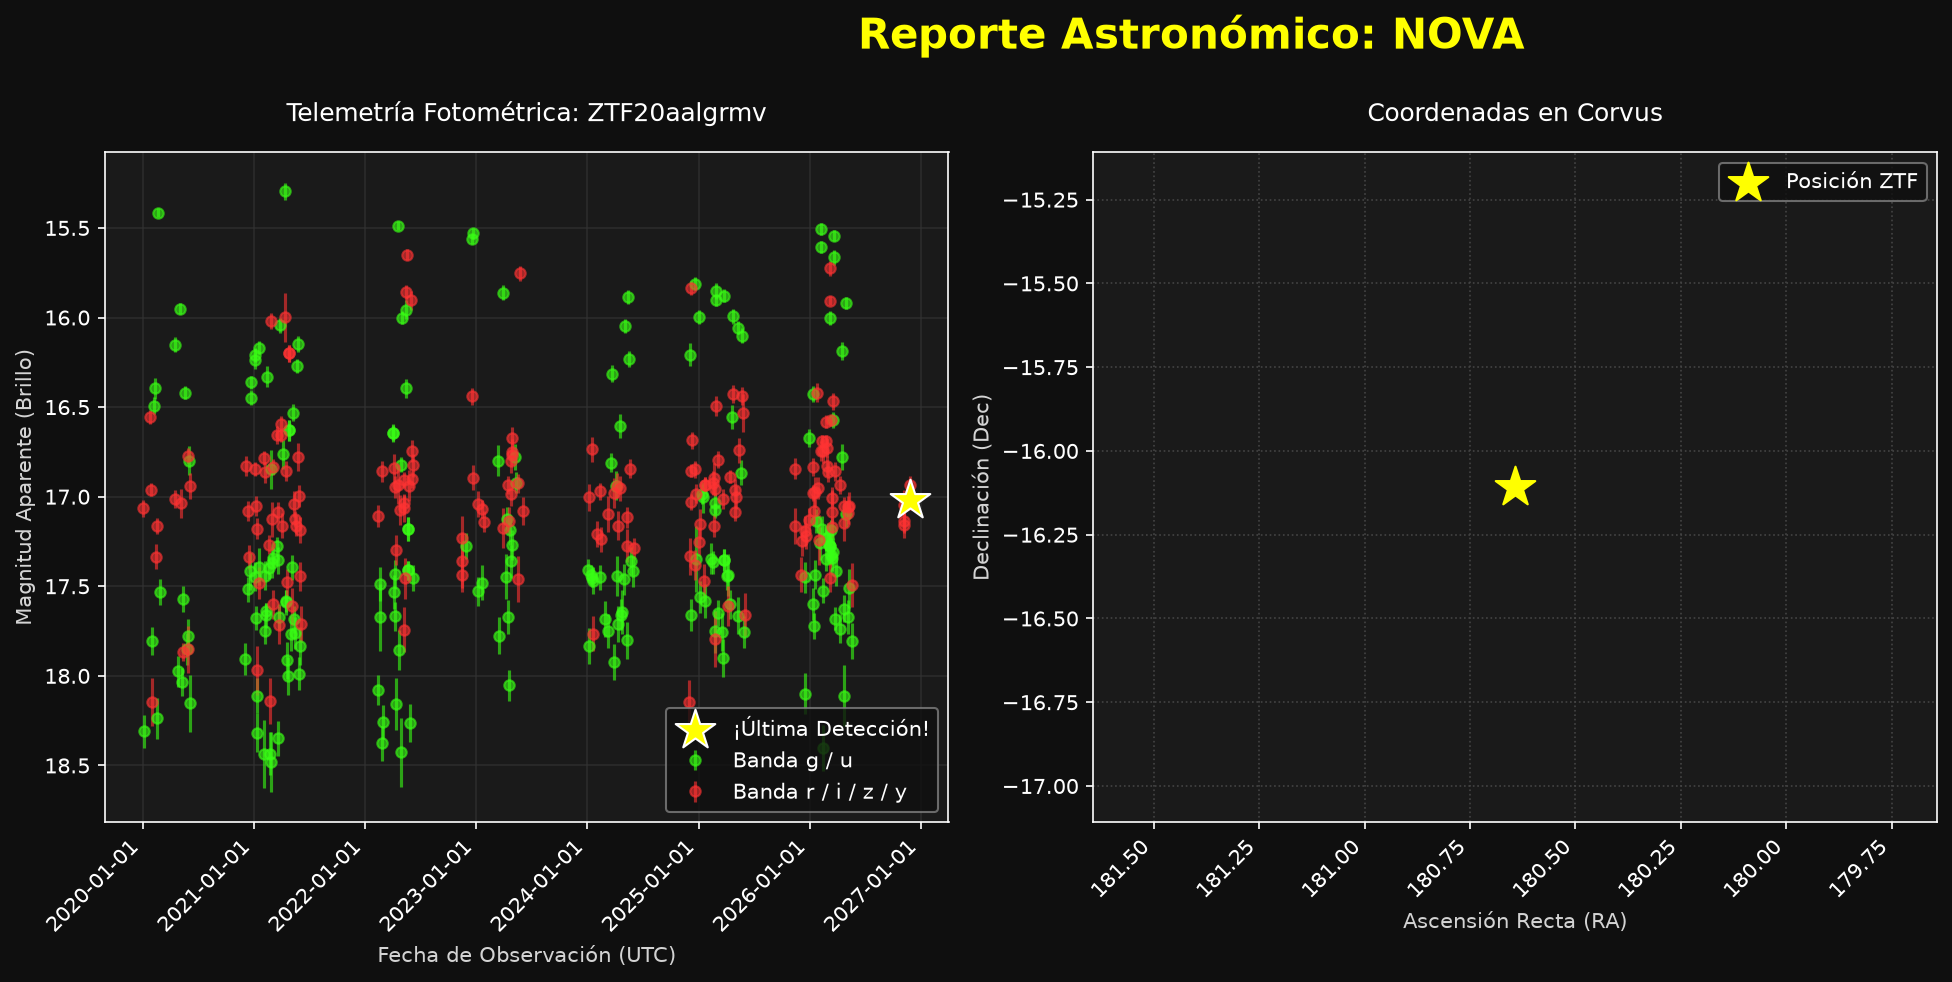 Reporte Astronómico: NOVA
Telemetría Fotométrica: ZTF20aalgrmv
Magnitud Aparente (Brillo)
15.5
16.0
16.5
17.0
17.5
18.0
18.5
¡Última Detección!
Banda g / u
Banda r / i / z / y
2020-01-01
2021-01-01
2022-01-01
2023-01-01
2024-01-01
2025-01-01
2026-01-01
2027-01-01
Fecha de Observación (UTC)
Coordenadas en Corvus
Posición ZTF
Declinación (Dec)
−15.25
−15.50
−15.75
−16.00
−16.25
−16.50
−16.75
−17.00
181.50
181.25
181.00
180.75
180.50
180.25
180.00
179.75
Ascensión Recta (RA)